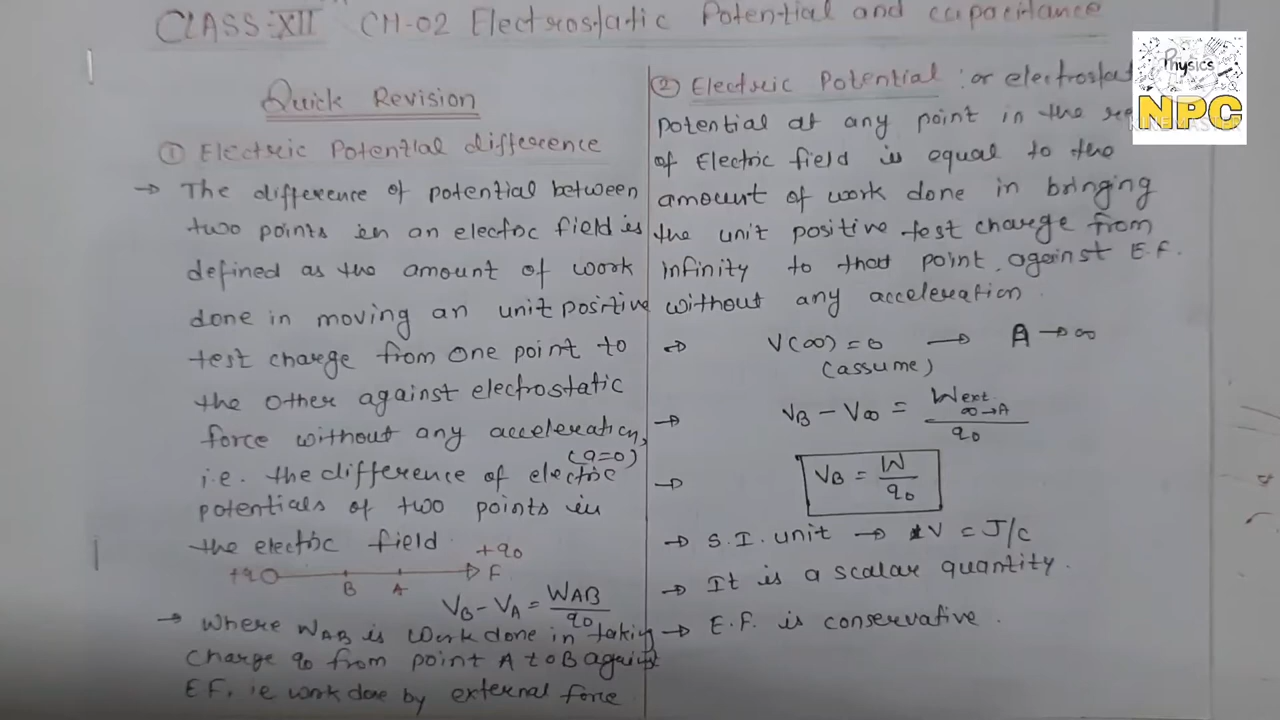 CLASS-XII CH-02 Electrostatic Potential and capacitance
Physics
NPC
Quick Revision
① Electric Potential difference
→ The difference of potential between
two points in an electric field is
defined as the amount of work
done in moving an unit positive
test charge from one point to
the other against electrostatic
force without any acceleration,
(a=0)
i.e. the difference of electric
potentials of two points in
the electric field.
+q0
+q B A F
VB - VA = WAB / q0
→ Where WAB is work done in taking
charge q0 from point A to B against
E.F. ie work done by external force
② Electric Potential : or electrostat
potential at any point in the
of Electric field is equal to the
amount of work done in bringing
the unit positive test charge from
infinity to that point, against E.F.
without any acceleration.
→ V(∞) = 0 → A → ∞
(assume)
→ VB - V∞ = Wext. ∞→A / q0
→ VB = W / q0
→ S.I. unit → V = J/C
→ It is a scalar quantity.
→ E.F. is conservative.